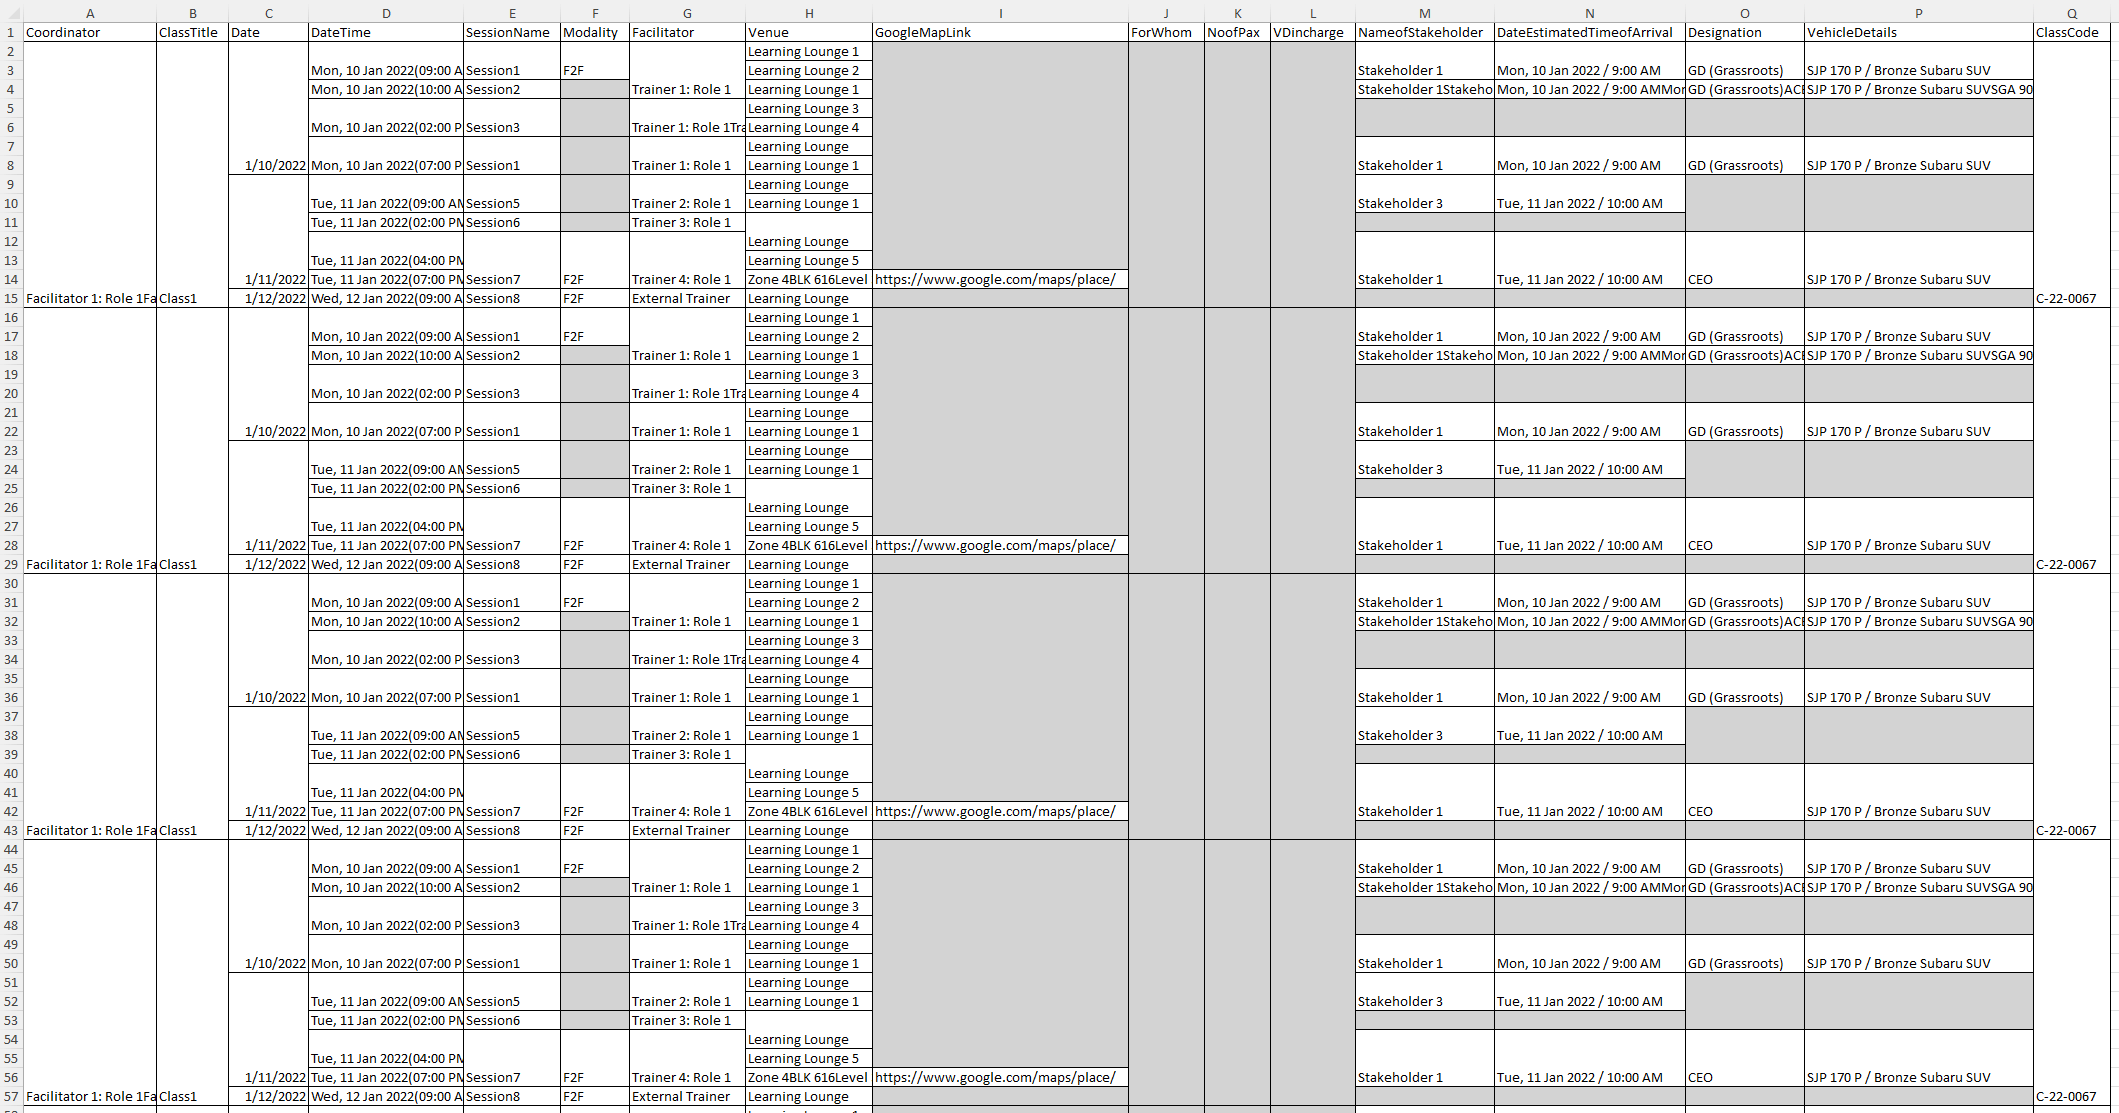 A B C D E F G H I J K L M N O P Q
1 Coordinator ClassTitle Date DateTime SessionName Modality Facilitator Venue GoogleMapLink ForWhom NoofPax VDincharge NameofStakeholder DateEstimatedTimeofArrival Designation VehicleDetails ClassCode
2 Learning Lounge 1
3 Mon, 10 Jan 2022(09:00 A Session1 F2F Learning Lounge 2 Stakeholder 1 Mon, 10 Jan 2022 / 9:00 AM GD (Grassroots) SJP 170 P / Bronze Subaru SUV
4 Mon, 10 Jan 2022(10:00 A Session2 Trainer 1: Role 1 Learning Lounge 1 Stakeholder 1Stakeho Mon, 10 Jan 2022 / 9:00 AMMor GD (Grassroots)ACE SJP 170 P / Bronze Subaru SUVSGA 90
5 Learning Lounge 3
6 Mon, 10 Jan 2022(02:00 P Session3 Trainer 1: Role 1Tra Learning Lounge 4
7 Learning Lounge
8 1/10/2022 Mon, 10 Jan 2022(07:00 P Session1 Trainer 1: Role 1 Learning Lounge 1 Stakeholder 1 Mon, 10 Jan 2022 / 9:00 AM GD (Grassroots) SJP 170 P / Bronze Subaru SUV
9 Learning Lounge
10 Tue, 11 Jan 2022(09:00 AM Session5 Trainer 2: Role 1 Learning Lounge 1 Stakeholder 3 Tue, 11 Jan 2022 / 10:00 AM
11 Tue, 11 Jan 2022(02:00 PM Session6 Trainer 3: Role 1
12 Learning Lounge
13 Tue, 11 Jan 2022(04:00 PM Learning Lounge 5
14 1/11/2022 Tue, 11 Jan 2022(07:00 PM Session7 F2F Trainer 4: Role 1 Zone 4BLK 616Level https://www.google.com/maps/place/ Stakeholder 1 Tue, 11 Jan 2022 / 10:00 AM CEO SJP 170 P / Bronze Subaru SUV
15 Facilitator 1: Role 1Fa Class1 1/12/2022 Wed, 12 Jan 2022(09:00 A Session8 F2F External Trainer Learning Lounge C-22-0067
16 Learning Lounge 1
17 Mon, 10 Jan 2022(09:00 A Session1 F2F Learning Lounge 2 Stakeholder 1 Mon, 10 Jan 2022 / 9:00 AM GD (Grassroots) SJP 170 P / Bronze Subaru SUV
18 Mon, 10 Jan 2022(10:00 A Session2 Trainer 1: Role 1 Learning Lounge 1 Stakeholder 1Stakeho Mon, 10 Jan 2022 / 9:00 AMMor GD (Grassroots)ACE SJP 170 P / Bronze Subaru SUVSGA 90
19 Learning Lounge 3
20 Mon, 10 Jan 2022(02:00 P Session3 Trainer 1: Role 1Tra Learning Lounge 4
21 Learning Lounge
22 1/10/2022 Mon, 10 Jan 2022(07:00 P Session1 Trainer 1: Role 1 Learning Lounge 1 Stakeholder 1 Mon, 10 Jan 2022 / 9:00 AM GD (Grassroots) SJP 170 P / Bronze Subaru SUV
23 Learning Lounge
24 Tue, 11 Jan 2022(09:00 AM Session5 Trainer 2: Role 1 Learning Lounge 1 Stakeholder 3 Tue, 11 Jan 2022 / 10:00 AM
25 Tue, 11 Jan 2022(02:00 PM Session6 Trainer 3: Role 1
26 Learning Lounge
27 Tue, 11 Jan 2022(04:00 PM Learning Lounge 5
28 1/11/2022 Tue, 11 Jan 2022(07:00 PM Session7 F2F Trainer 4: Role 1 Zone 4BLK 616Level https://www.google.com/maps/place/ Stakeholder 1 Tue, 11 Jan 2022 / 10:00 AM CEO SJP 170 P / Bronze Subaru SUV
29 Facilitator 1: Role 1Fa Class1 1/12/2022 Wed, 12 Jan 2022(09:00 A Session8 F2F External Trainer Learning Lounge C-22-0067
30 Learning Lounge 1
31 Mon, 10 Jan 2022(09:00 A Session1 F2F Learning Lounge 2 Stakeholder 1 Mon, 10 Jan 2022 / 9:00 AM GD (Grassroots) SJP 170 P / Bronze Subaru SUV
32 Mon, 10 Jan 2022(10:00 A Session2 Trainer 1: Role 1 Learning Lounge 1 Stakeholder 1Stakeho Mon, 10 Jan 2022 / 9:00 AMMor GD (Grassroots)ACE SJP 170 P / Bronze Subaru SUVSGA 90
33 Learning Lounge 3
34 Mon, 10 Jan 2022(02:00 P Session3 Trainer 1: Role 1Tra Learning Lounge 4
35 Learning Lounge
36 1/10/2022 Mon, 10 Jan 2022(07:00 P Session1 Trainer 1: Role 1 Learning Lounge 1 Stakeholder 1 Mon, 10 Jan 2022 / 9:00 AM GD (Grassroots) SJP 170 P / Bronze Subaru SUV
37 Learning Lounge
38 Tue, 11 Jan 2022(09:00 AM Session5 Trainer 2: Role 1 Learning Lounge 1 Stakeholder 3 Tue, 11 Jan 2022 / 10:00 AM
39 Tue, 11 Jan 2022(02:00 PM Session6 Trainer 3: Role 1
40 Learning Lounge
41 Tue, 11 Jan 2022(04:00 PM Learning Lounge 5
42 1/11/2022 Tue, 11 Jan 2022(07:00 PM Session7 F2F Trainer 4: Role 1 Zone 4BLK 616Level https://www.google.com/maps/place/ Stakeholder 1 Tue, 11 Jan 2022 / 10:00 AM CEO SJP 170 P / Bronze Subaru SUV
43 Facilitator 1: Role 1Fa Class1 1/12/2022 Wed, 12 Jan 2022(09:00 A Session8 F2F External Trainer Learning Lounge C-22-0067
44 Learning Lounge 1
45 Mon, 10 Jan 2022(09:00 A Session1 F2F Learning Lounge 2 Stakeholder 1 Mon, 10 Jan 2022 / 9:00 AM GD (Grassroots) SJP 170 P / Bronze Subaru SUV
46 Mon, 10 Jan 2022(10:00 A Session2 Trainer 1: Role 1 Learning Lounge 1 Stakeholder 1Stakeho Mon, 10 Jan 2022 / 9:00 AMMor GD (Grassroots)ACE SJP 170 P / Bronze Subaru SUVSGA 90
47 Learning Lounge 3
48 Mon, 10 Jan 2022(02:00 P Session3 Trainer 1: Role 1Tra Learning Lounge 4
49 Learning Lounge
50 1/10/2022 Mon, 10 Jan 2022(07:00 P Session1 Trainer 1: Role 1 Learning Lounge 1 Stakeholder 1 Mon, 10 Jan 2022 / 9:00 AM GD (Grassroots) SJP 170 P / Bronze Subaru SUV
51 Learning Lounge
52 Tue, 11 Jan 2022(09:00 AM Session5 Trainer 2: Role 1 Learning Lounge 1 Stakeholder 3 Tue, 11 Jan 2022 / 10:00 AM
53 Tue, 11 Jan 2022(02:00 PM Session6 Trainer 3: Role 1
54 Learning Lounge
55 Tue, 11 Jan 2022(04:00 PM Learning Lounge 5
56 1/11/2022 Tue, 11 Jan 2022(07:00 PM Session7 F2F Trainer 4: Role 1 Zone 4BLK 616Level https://www.google.com/maps/place/ Stakeholder 1 Tue, 11 Jan 2022 / 10:00 AM CEO SJP 170 P / Bronze Subaru SUV
57 Facilitator 1: Role 1Fa Class1 1/12/2022 Wed, 12 Jan 2022(09:00 A Session8 F2F External Trainer Learning Lounge C-22-0067